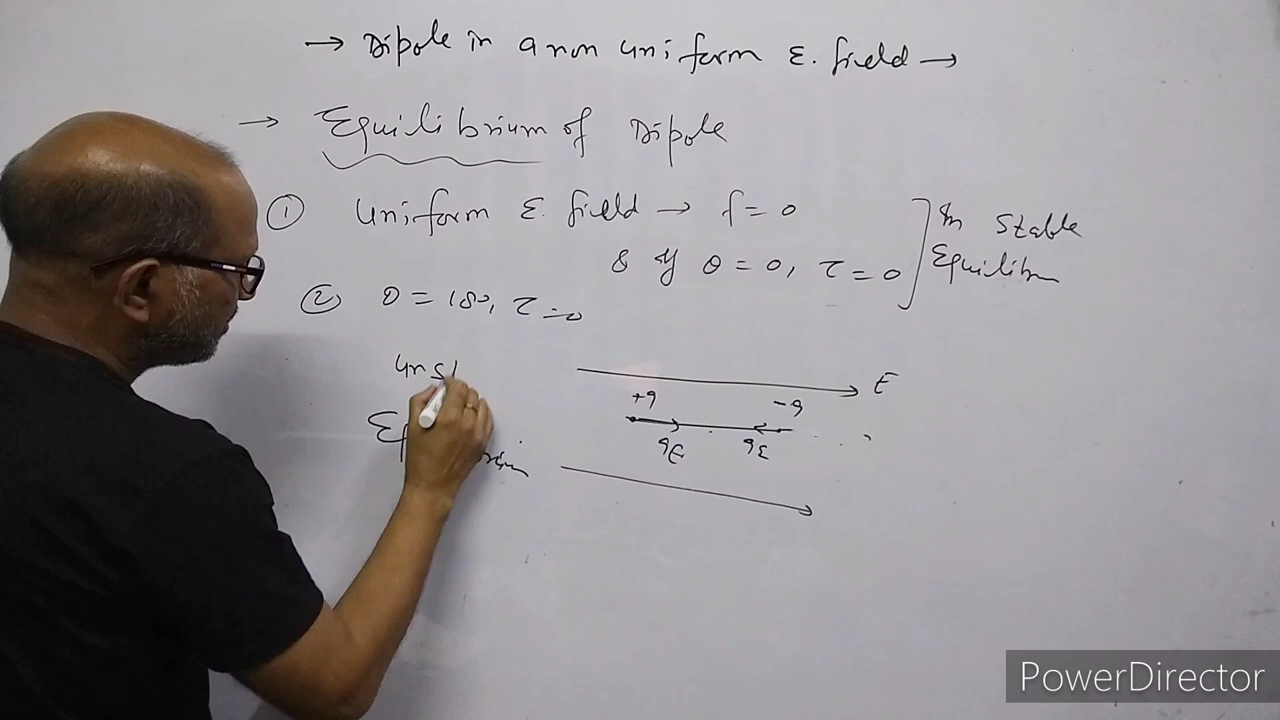 → Dipole in a non uniform E. field →
→ Equilibrium of Dipole
① Uniform E. field → f = 0
& if θ = 0, τ = 0
In stable
Equilibm
② θ = 180, τ = 0
Unst
E
+q
-q
qE
qE
PowerDirector